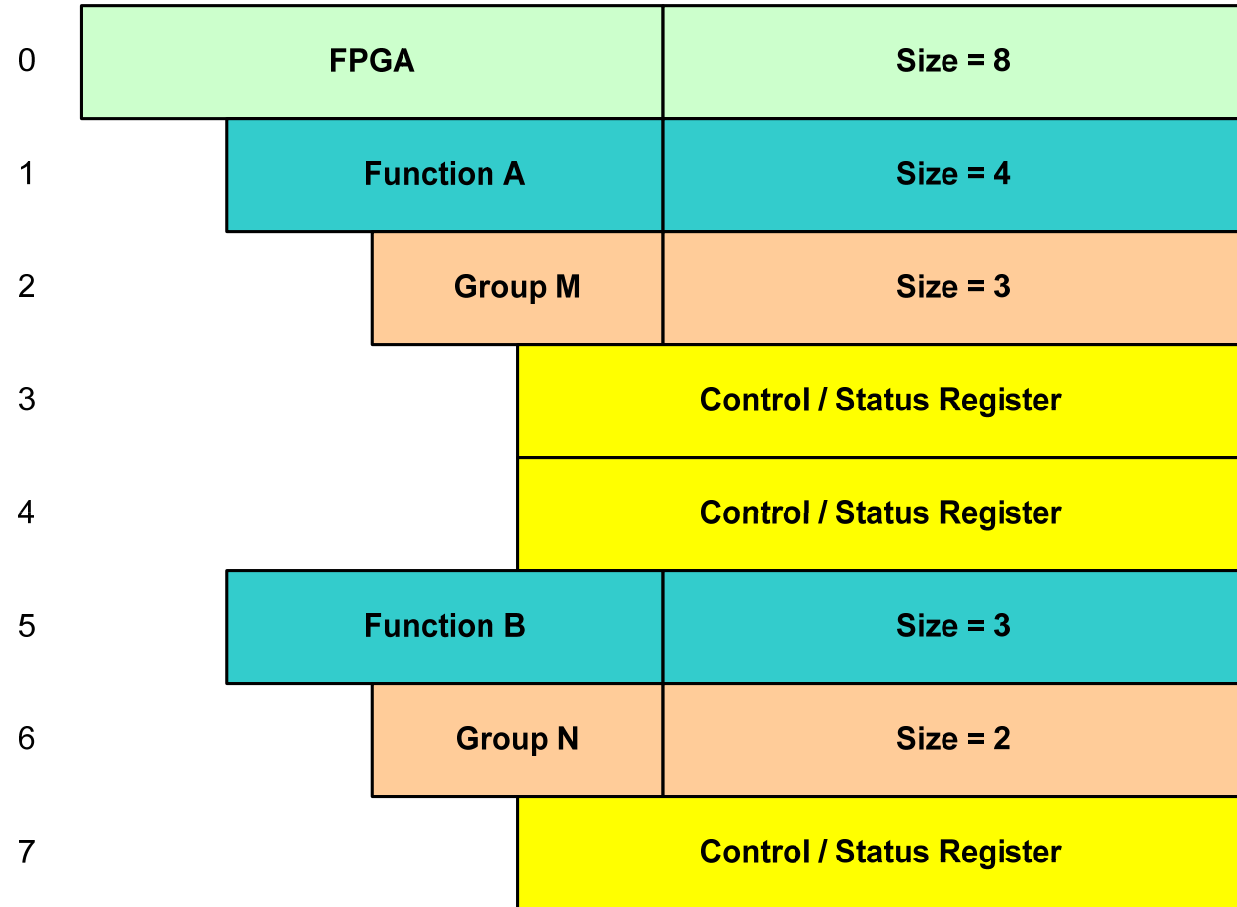 0 FPGA Size = 8
1 Function A Size = 4
2 Group M Size = 3
3 Control / Status Register
4 Control / Status Register
5 Function B Size = 3
6 Group N Size = 2
7 Control / Status Register